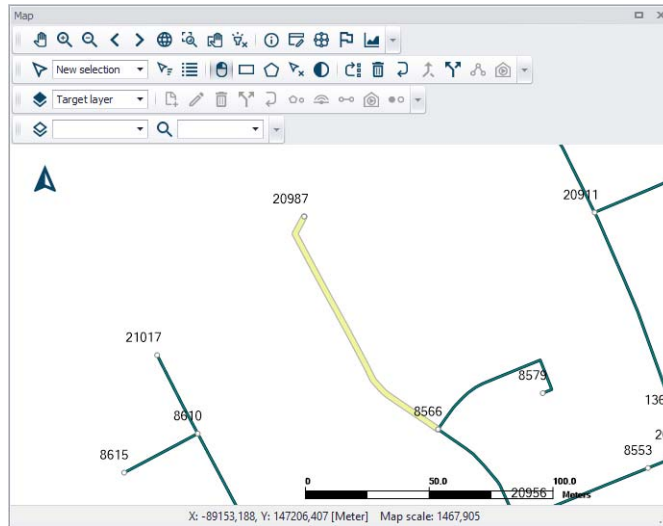 Map
New selection
Target layer
20987
20911
21017
8579
136
8610
8566
20
8615
8553
0
50.0
100.0
20956
Meters
X: -89153,188, Y: 147206,407 [Meter] Map scale: 1467,905